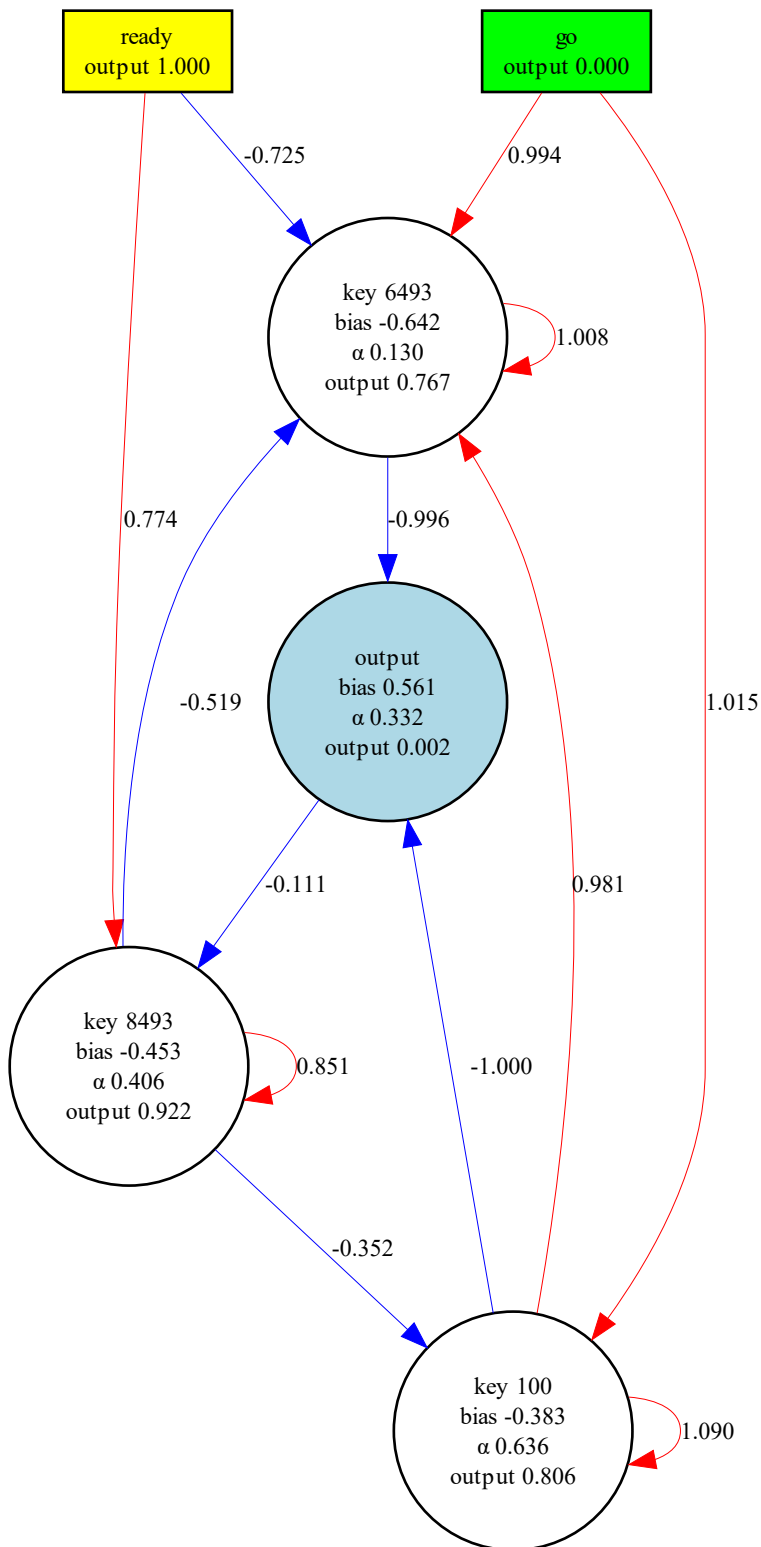 ready
output 1.000
go
output 0.000
-0.725
0.994
key 6493
bias -0.642
α 0.130
output 0.767
1.008
0.774
-0.996
output
bias 0.561
α 0.332
output 0.002
-0.519
1.015
-0.111
0.981
key 8493
bias -0.453
α 0.406
output 0.922
0.851
-1.000
-0.352
key 100
bias -0.383
α 0.636
output 0.806
1.090